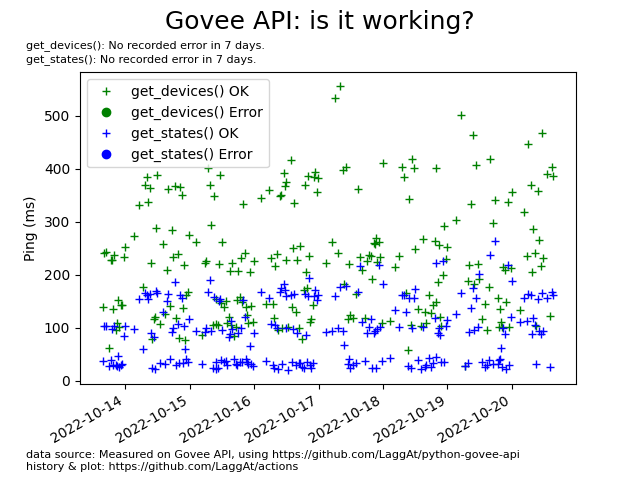 Govee API: is it working?
get_devices(): No recorded error in 7 days.
get_states(): No recorded error in 7 days.
get_devices() OK
get_devices() Error
get_states() OK
get_states() Error
Ping (ms)
500
400
300
200
100
0
2022-10-14
2022-10-15
2022-10-16
2022-10-17
2022-10-18
2022-10-19
2022-10-20
data source: Measured on Govee API, using https://github.com/LaggAt/python-govee-api
history & plot: https://github.com/LaggAt/actions